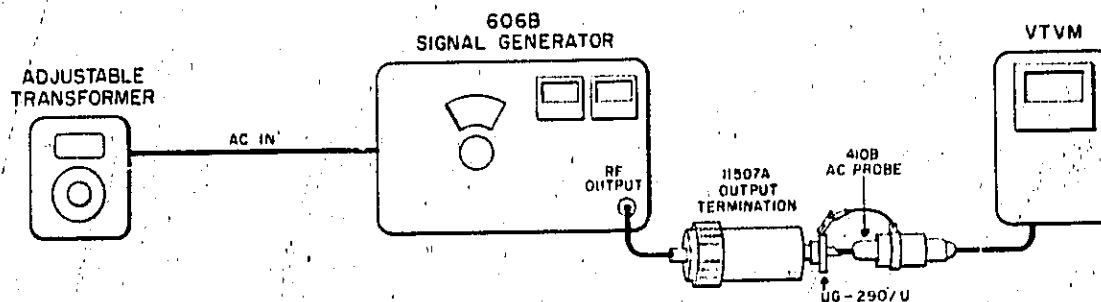 606B
SIGNAL GENERATOR
VTVM
ADJUSTABLE
TRANSFORMER
AC IN
RF
OUTPUT
11507A
OUTPUT
TERMINATION
410B
AC PROBE
UG-290/U